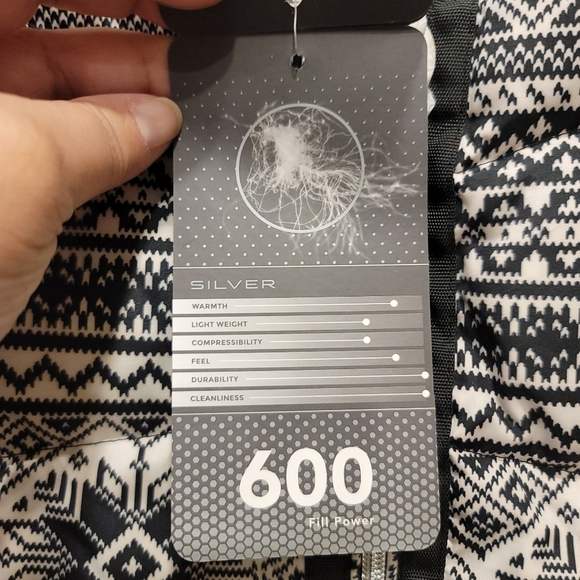 SILVER
WARMTH
LIGHT WEIGHT
COMPRESSIBILITY
FEEL
DURABILITY
CLEANLINESS
600
Fill Power